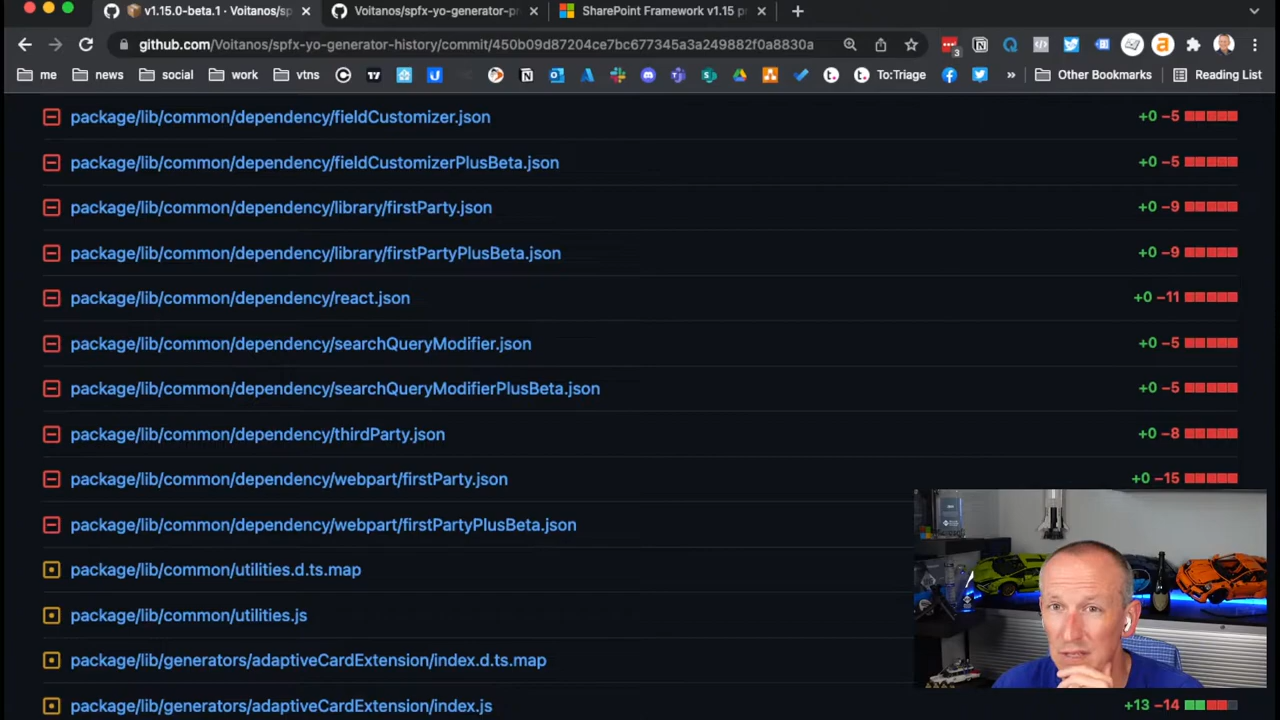 v1.15.0-beta.1 · Voitanos/sp
Voitanos/spfx-yo-generator-pr
SharePoint Framework v1.15 pr
github.com/Voitanos/spfx-yo-generator-history/commit/450b09d87204ce7bc677345a3a249882f0a8830a
3
me
news
social
work
vtns
To:Triage
»
Other Bookmarks
Reading List
package/lib/common/dependency/fieldCustomizer.json +0 −5
package/lib/common/dependency/fieldCustomizerPlusBeta.json +0 −5
package/lib/common/dependency/library/firstParty.json +0 −9
package/lib/common/dependency/library/firstPartyPlusBeta.json +0 −9
package/lib/common/dependency/react.json +0 −11
package/lib/common/dependency/searchQueryModifier.json +0 −5
package/lib/common/dependency/searchQueryModifierPlusBeta.json +0 −5
package/lib/common/dependency/thirdParty.json +0 −8
package/lib/common/dependency/webpart/firstParty.json +0 −15
package/lib/common/dependency/webpart/firstPartyPlusBeta.json
package/lib/common/utilities.d.ts.map
package/lib/common/utilities.js
package/lib/generators/adaptiveCardExtension/index.d.ts.map
package/lib/generators/adaptiveCardExtension/index.js +13 −14